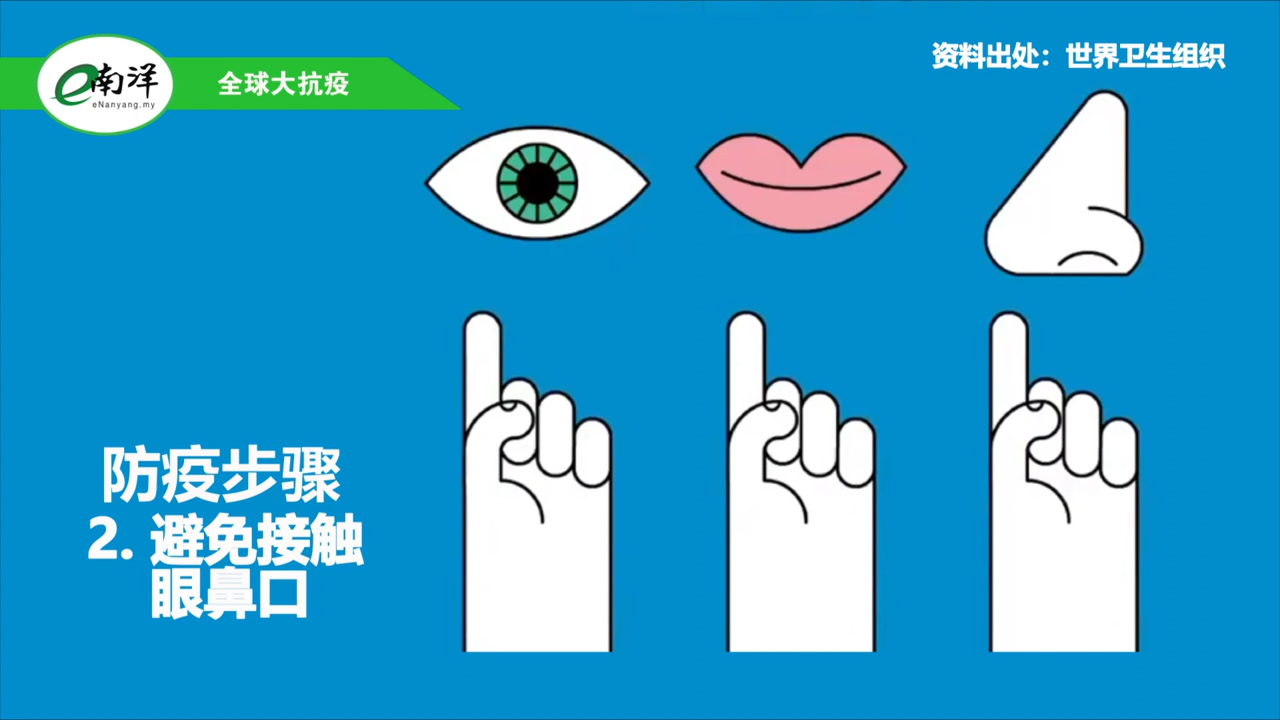 e南洋
eNanyang.my
全球大抗疫
资料出处：世界卫生组织
防疫步骤
2. 避免接触
眼鼻口